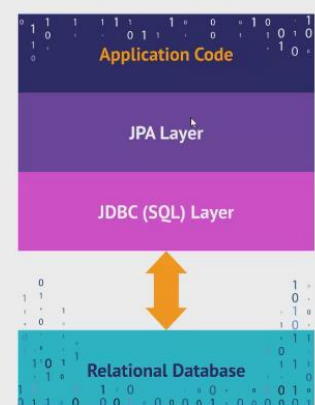 Application Code
JPA Layer
JDBC (SQL) Layer
Relational Database